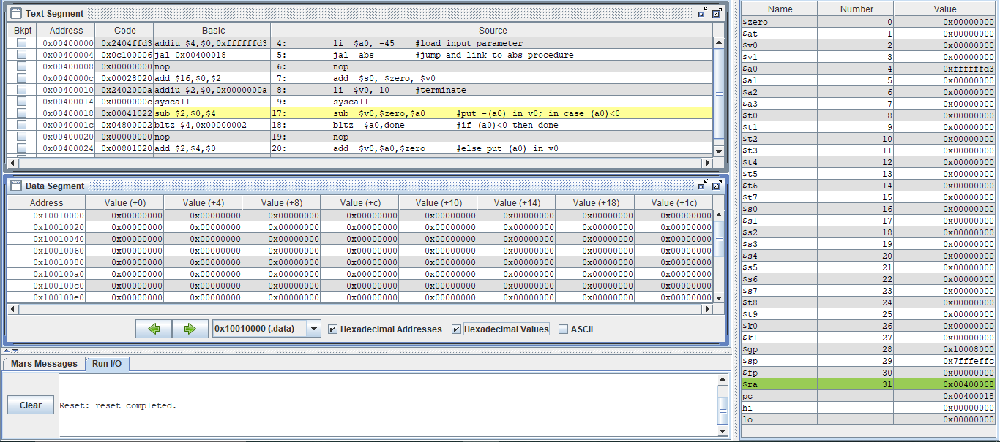 Text Segment
Bkpt Address Code Basic Source
0x00400000 0x2404ffd3 addiu $4,$0,0xffffffd3 4: li $a0, -45 #load input parameter
0x00400004 0x0c100006 jal 0x00400018 5: jal abs #jump and link to abs procedure
0x00400008 0x00000000 nop 6: nop
0x0040000c 0x00028020 add $16,$0,$2 7: add $s0, $zero, $v0
0x00400010 0x2402000a addiu $2,$0,0x0000000a 8: li $v0, 10 #terminate
0x00400014 0x0000000c syscall 9: syscall
0x00400018 0x00041022 sub $2,$0,$4 17: sub $v0,$zero,$a0 #put -(a0) in v0; in case (a0)<0
0x0040001c 0x04800002 bltz $4,0x00000002 18: bltz $a0,done #if (a0)<0 then done
0x00400020 0x00000000 nop 19: nop
0x00400024 0x00801020 add $2,$4,$0 20: add $v0,$a0,$zero #else put (a0) in v0
Data Segment
Address Value (+0) Value (+4) Value (+8) Value (+c) Value (+10) Value (+14) Value (+18) Value (+1c)
0x10010000 0x00000000 0x00000000 0x00000000 0x00000000 0x00000000 0x00000000 0x00000000 0x00000000
0x10010020 0x00000000 0x00000000 0x00000000 0x00000000 0x00000000 0x00000000 0x00000000 0x00000000
0x10010040 0x00000000 0x00000000 0x00000000 0x00000000 0x00000000 0x00000000 0x00000000 0x00000000
0x10010060 0x00000000 0x00000000 0x00000000 0x00000000 0x00000000 0x00000000 0x00000000 0x00000000
0x10010080 0x00000000 0x00000000 0x00000000 0x00000000 0x00000000 0x00000000 0x00000000 0x00000000
0x100100a0 0x00000000 0x00000000 0x00000000 0x00000000 0x00000000 0x00000000 0x00000000 0x00000000
0x100100c0 0x00000000 0x00000000 0x00000000 0x00000000 0x00000000 0x00000000 0x00000000 0x00000000
0x100100e0 0x00000000 0x00000000 0x00000000 0x00000000 0x00000000 0x00000000 0x00000000 0x00000000
0x10010000 (.data) Hexadecimal Addresses Hexadecimal Values ASCII
Mars Messages Run I/O
Clear
Reset: reset completed.
Name Number Value
$zero 0 0x00000000
$at 1 0x00000000
$v0 2 0x00000000
$v1 3 0x00000000
$a0 4 0xffffffd3
$a1 5 0x00000000
$a2 6 0x00000000
$a3 7 0x00000000
$t0 8 0x00000000
$t1 9 0x00000000
$t2 10 0x00000000
$t3 11 0x00000000
$t4 12 0x00000000
$t5 13 0x00000000
$t6 14 0x00000000
$t7 15 0x00000000
$s0 16 0x00000000
$s1 17 0x00000000
$s2 18 0x00000000
$s3 19 0x00000000
$s4 20 0x00000000
$s5 21 0x00000000
$s6 22 0x00000000
$s7 23 0x00000000
$t8 24 0x00000000
$t9 25 0x00000000
$k0 26 0x00000000
$k1 27 0x00000000
$gp 28 0x10008000
$sp 29 0x7fffeffc
$fp 30 0x00000000
$ra 31 0x00400008
pc 0x00400018
hi 0x00000000
lo 0x00000000